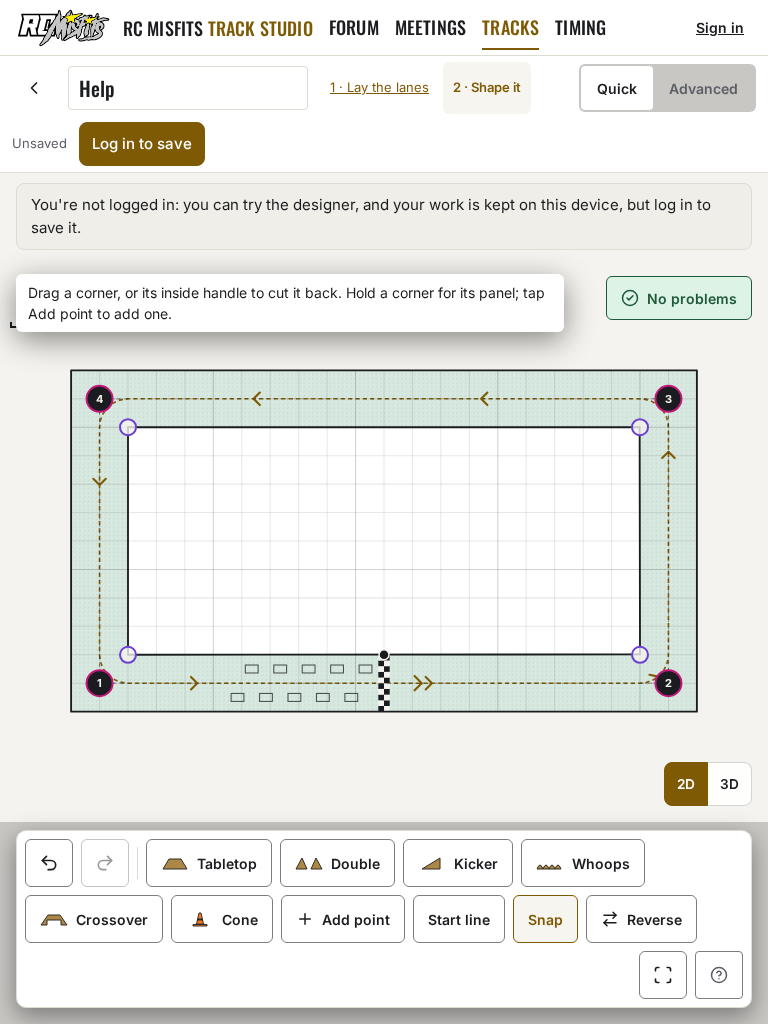 RC MISFITS
RC MISFITS TRACK STUDIO FORUM MEETINGS TRACKS TIMING Sign in
Help 1 · Lay the lanes 2 · Shape it Quick Advanced
Unsaved Log in to save
You're not logged in: you can try the designer, and your work is kept on this device, but log in to
save it.
Drag a corner, or its inside handle to cut it back. Hold a corner for its panel; tap
Add point to add one.
No problems
4 3
1 2
2D 3D
Tabletop Double Kicker Whoops
Crossover Cone Add point Start line Snap Reverse